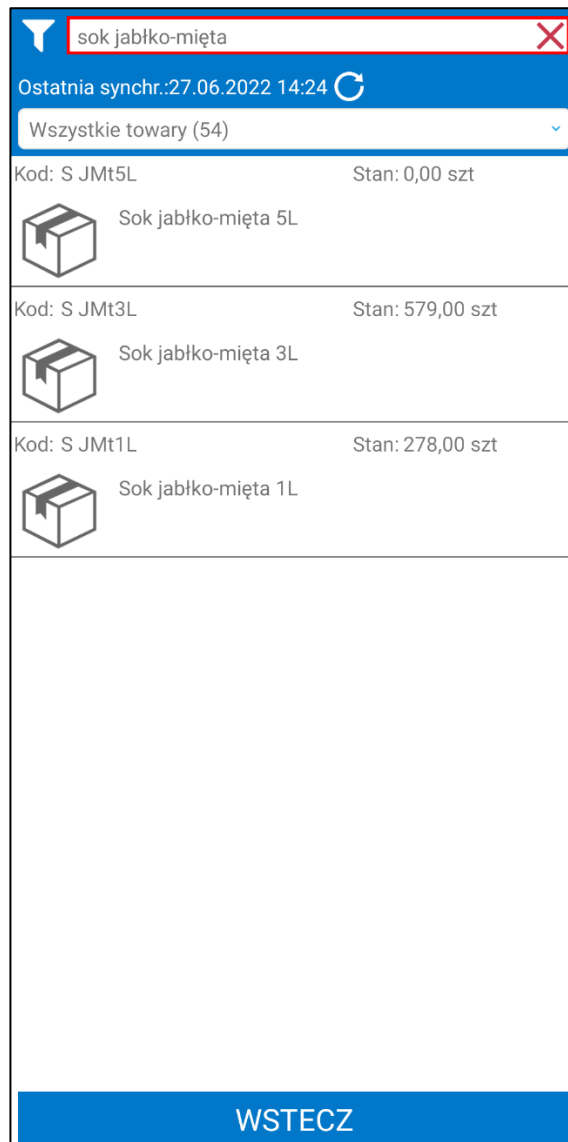 sok jabłko-mięta
Ostatnia synchr.:27.06.2022 14:24
Wszystkie towary (54)
Kod: S JMt5L Stan: 0,00 szt
Sok jabłko-mięta 5L
Kod: S JMt3L Stan: 579,00 szt
Sok jabłko-mięta 3L
Kod: S JMt1L Stan: 278,00 szt
Sok jabłko-mięta 1L
WSTECZ